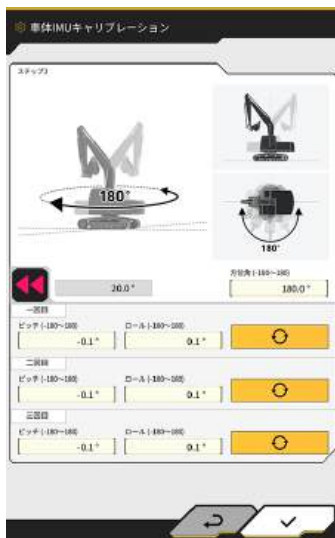 車体IMUキャリブレーション
ステップ2
180°
180°
方位角 (-180~180)
20.0 °
180.0 °
一回目
ピッチ (-180~180)
ロール (-180~180)
-0.1 °
0.1 °
二回目
ピッチ (-180~180)
ロール (-180~180)
-0.1 °
0.1 °
三回目
ピッチ (-180~180)
ロール (-180~180)
-0.1 °
0.1 °